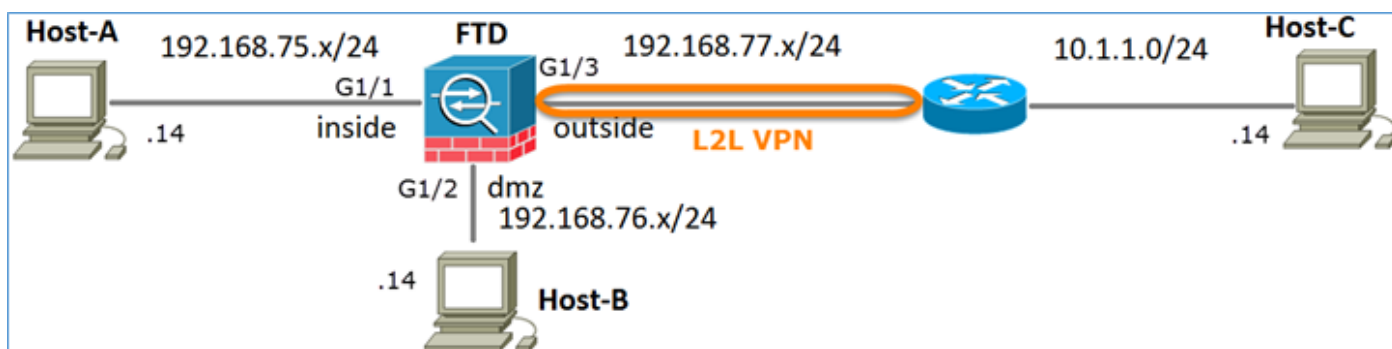 Host-A
192.168.75.x/24
FTD
192.168.77.x/24
10.1.1.0/24
Host-C
G1/1
G1/3
.14
inside
outside
L2L VPN
.14
G1/2
dmz
192.168.76.x/24
.14
Host-B